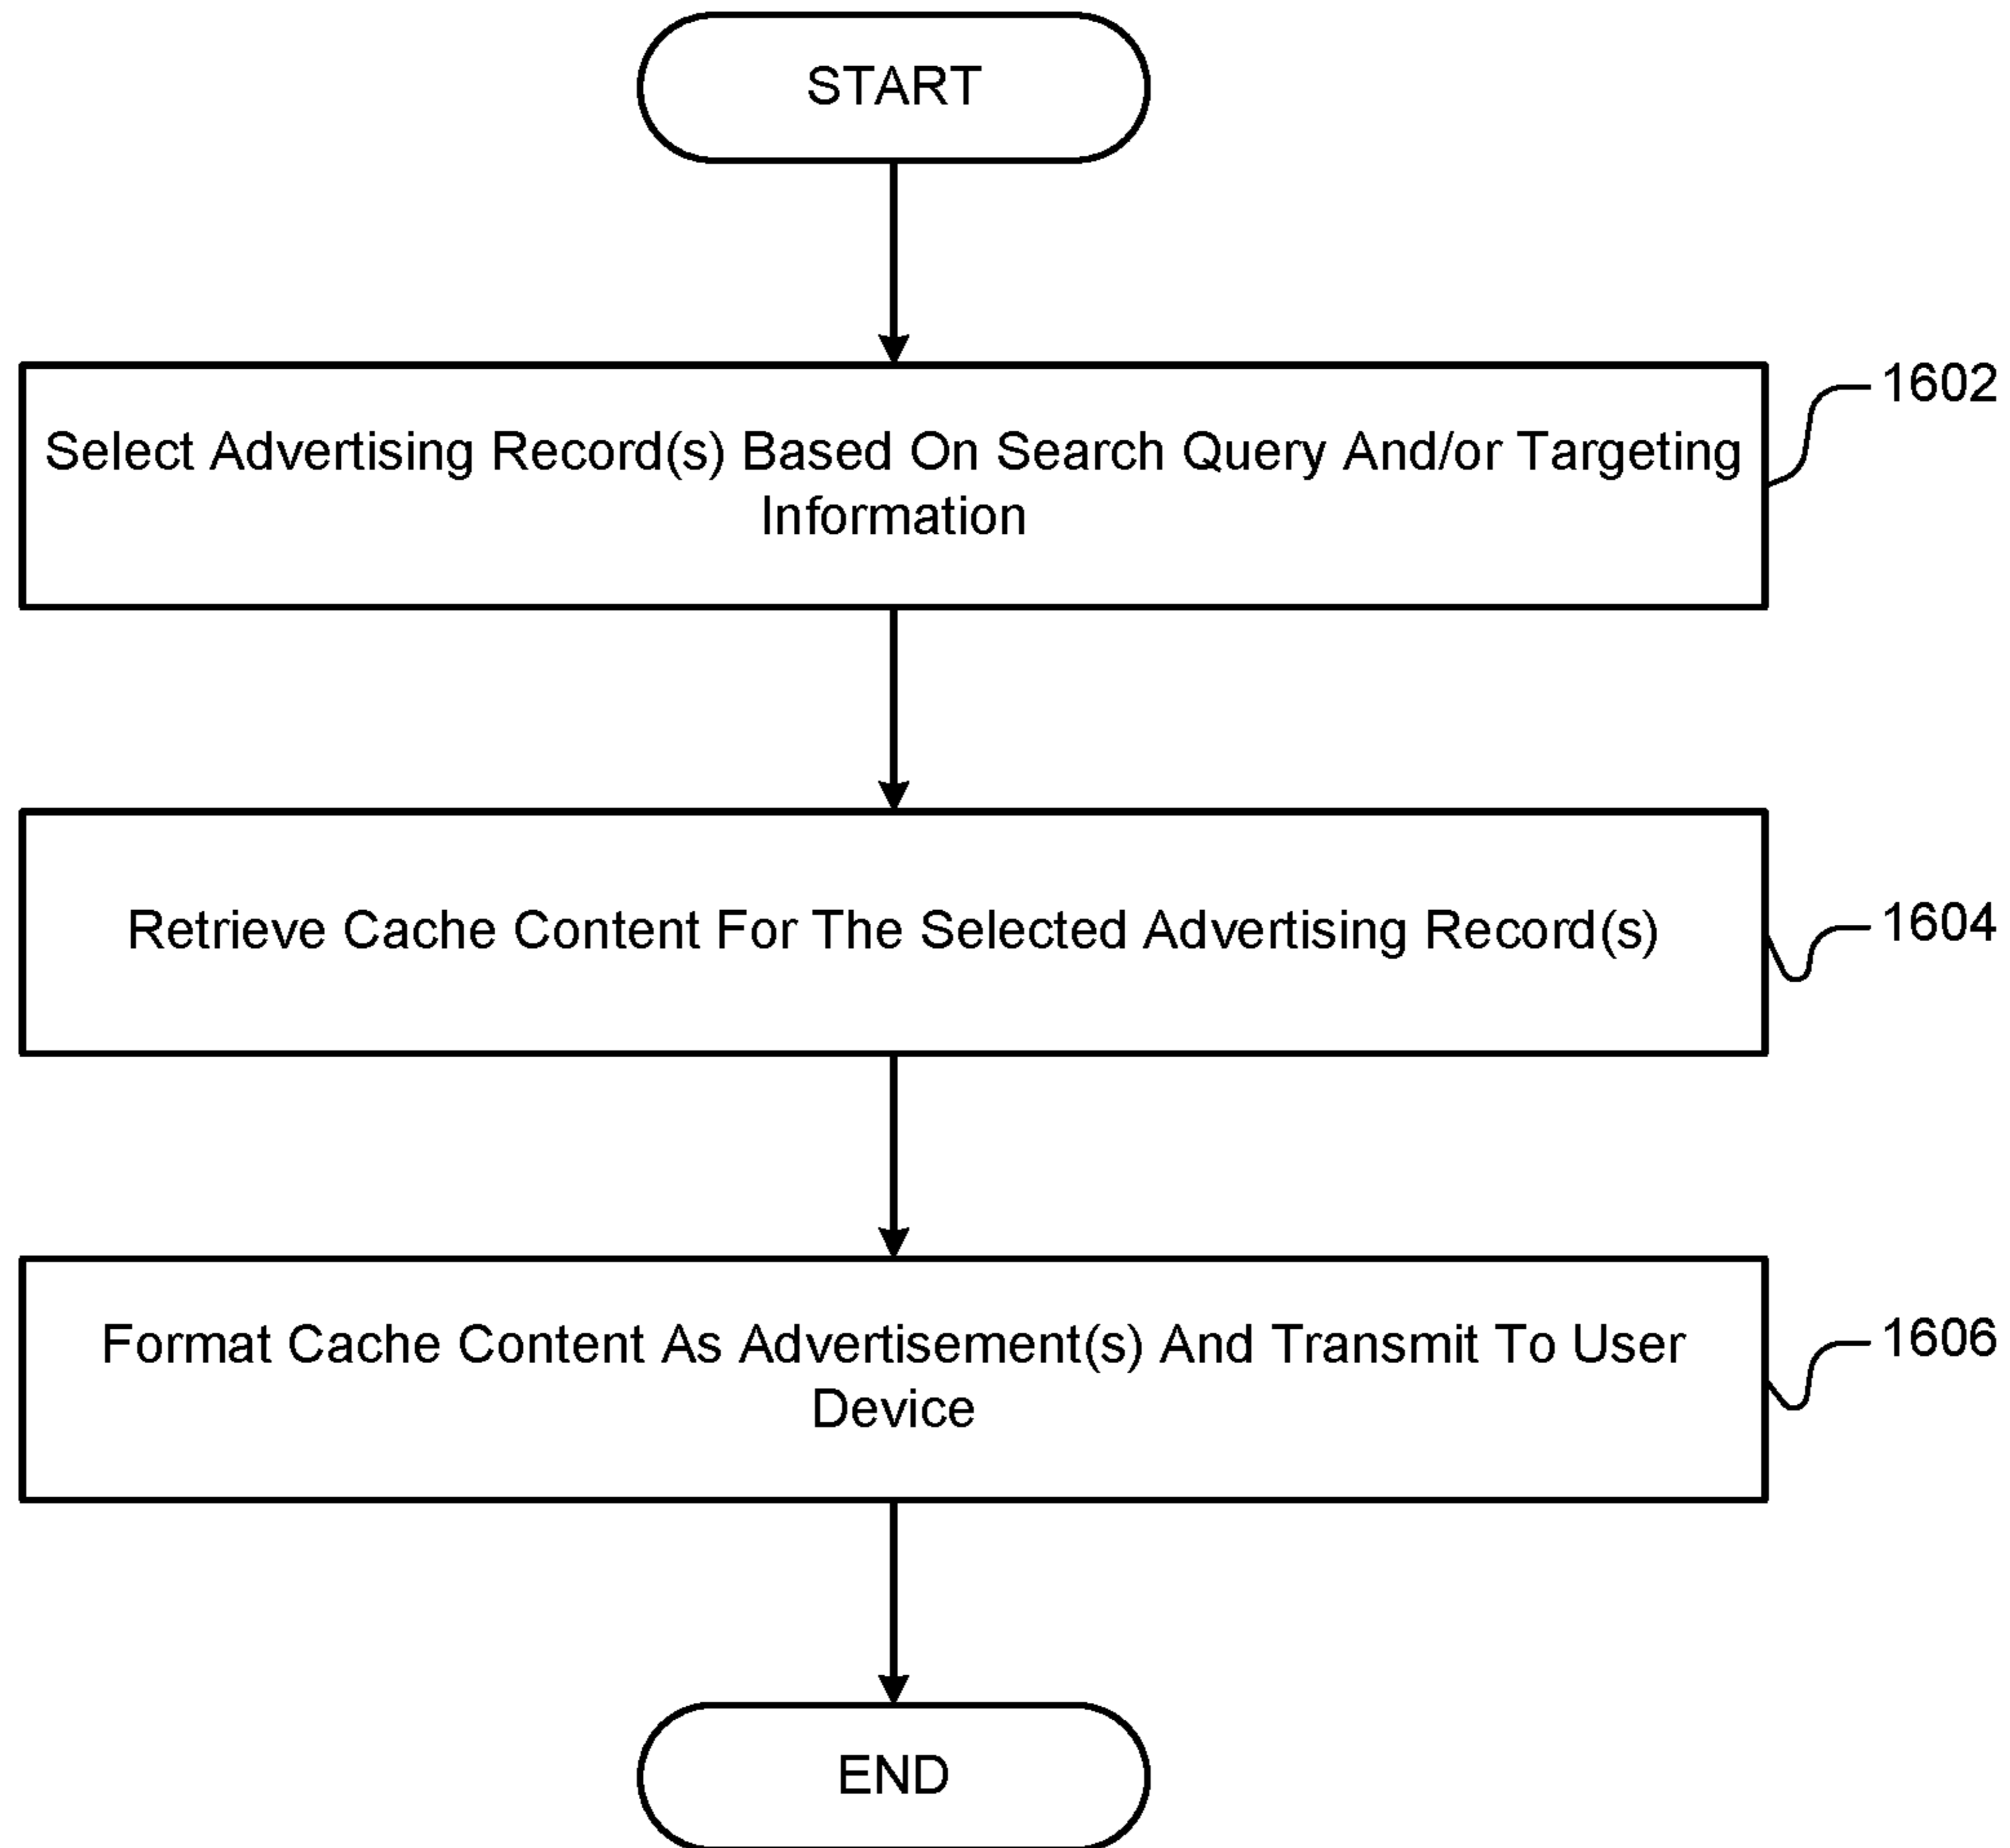 START
1602
Select Advertising Record(s) Based On Search Query And/or Targeting
Information
1604
Retrieve Cache Content For The Selected Advertising Record(s)
1606
Format Cache Content As Advertisement(s) And Transmit To User
Device
END